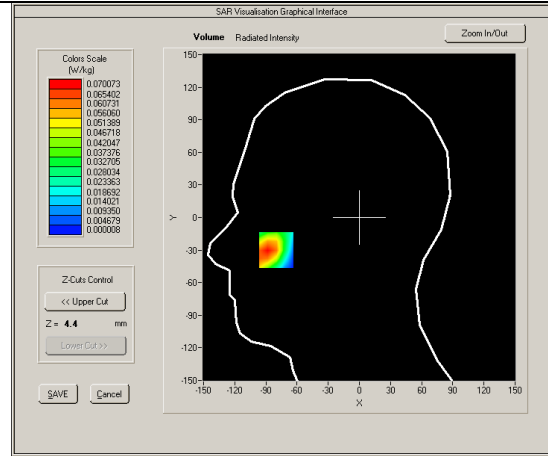 SAR Visualisation Graphical Interface
Volume Radiated Intensity
Zoom In/Out
Colors Scale
(W/kg)
0.070073
0.065402
0.060731
0.056060
0.051389
0.046718
0.042047
0.037376
0.032705
0.028034
0.023363
0.018692
0.014021
0.009350
0.004679
0.000008
150
120
90
60
30
0
-30
-60
-90
-120
-150
Y
-150 -120 -90 -60 -30 0 30 60 90 120 150
X
Z-Cuts Control
<< Upper Cut
Z = 4.4 mm
Lower Cut >>
SAVE Cancel